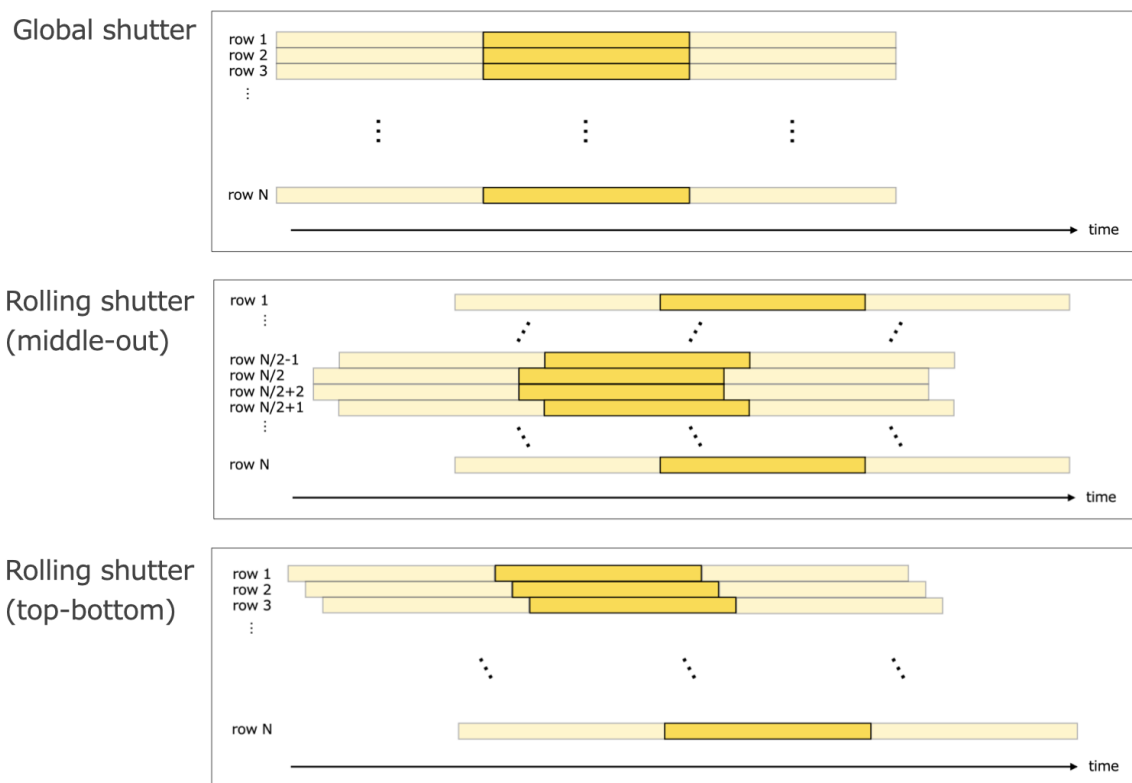 Global shutter
row 1
row 2
row 3
⋮
⋮ ⋮ ⋮
row N
time
Rolling shutter
(middle-out)
row 1
⋮
row N/2-1
row N/2
row N/2+2
row N/2+1
⋮
row N
time
Rolling shutter
(top-bottom)
row 1
row 2
row 3
⋮
row N
time